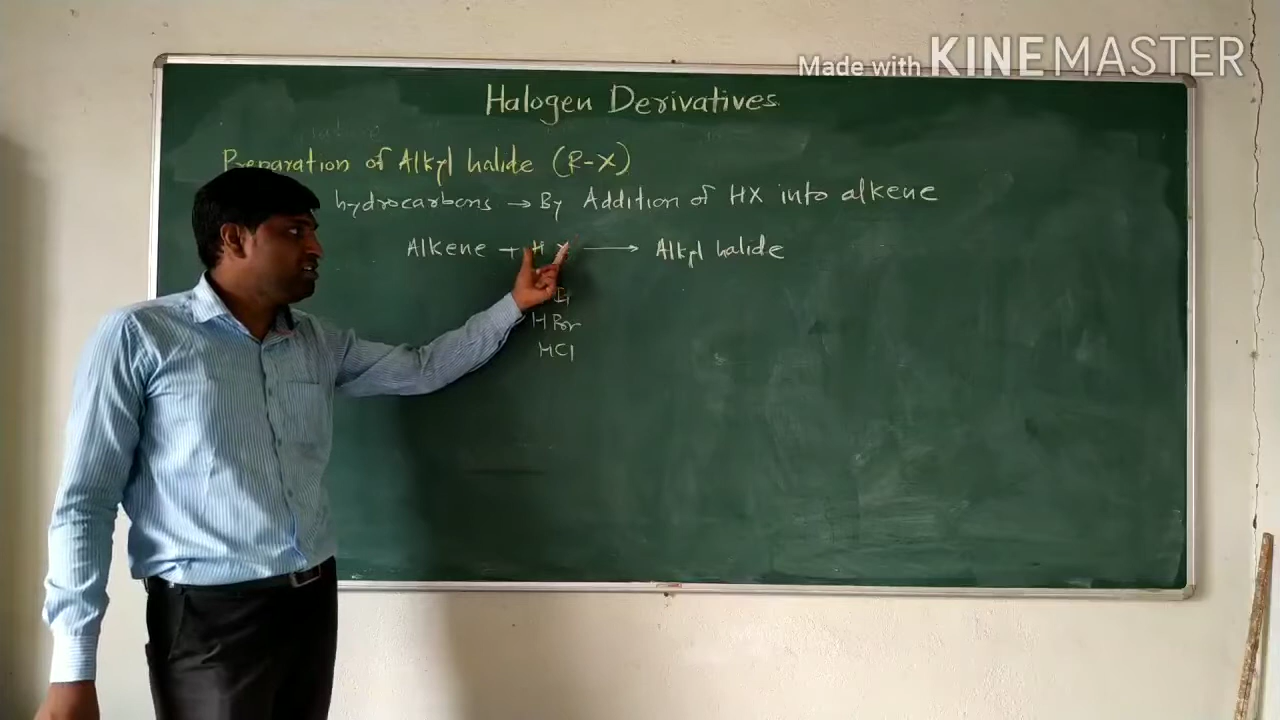 Made with KINEMASTER
Halogen Derivatives
Preparation of Alkyl halide (R-X)
hydrocarbons → By Addition of HX into alkene
Alkene + H X ⟶ Alkyl halide
HBr
HCl